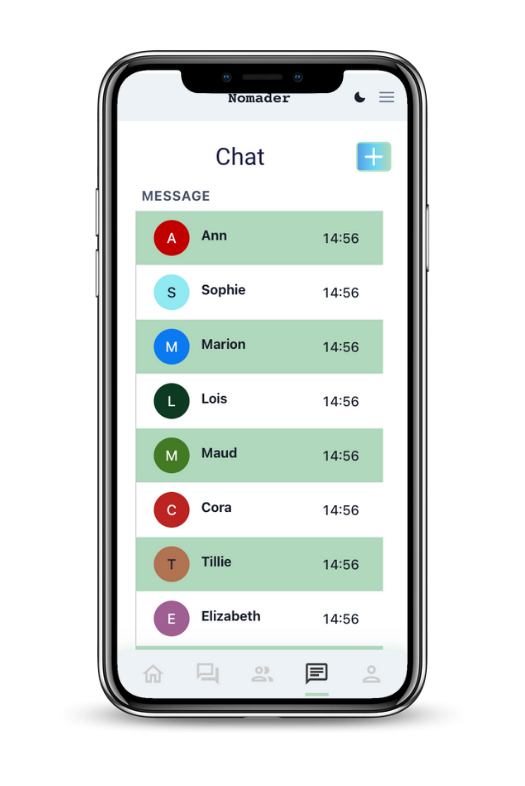 Nomader
Chat
MESSAGE
A Ann 14:56
S Sophie 14:56
M Marion 14:56
L Lois 14:56
M Maud 14:56
C Cora 14:56
T Tillie 14:56
E Elizabeth 14:56